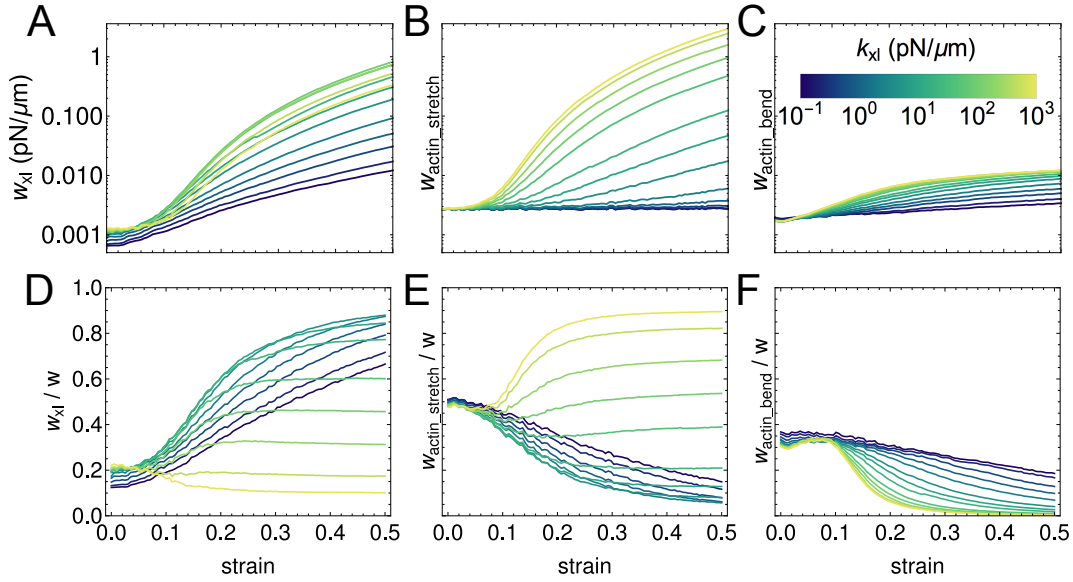 A
B
C
w_xl (pN/μm)
1
0.100
0.010
0.001
w_actin_stretch
w_actin_bend
k_xl (pN/μm)
10^−1 10^0 10^1 10^2 10^3
D
E
F
w_xl / w
1.0
0.8
0.6
0.4
0.2
0.0
w_actin_stretch / w
w_actin_bend / w
0.0 0.1 0.2 0.3 0.4 0.5
0.0 0.1 0.2 0.3 0.4 0.5
0.0 0.1 0.2 0.3 0.4 0.5
strain
strain
strain